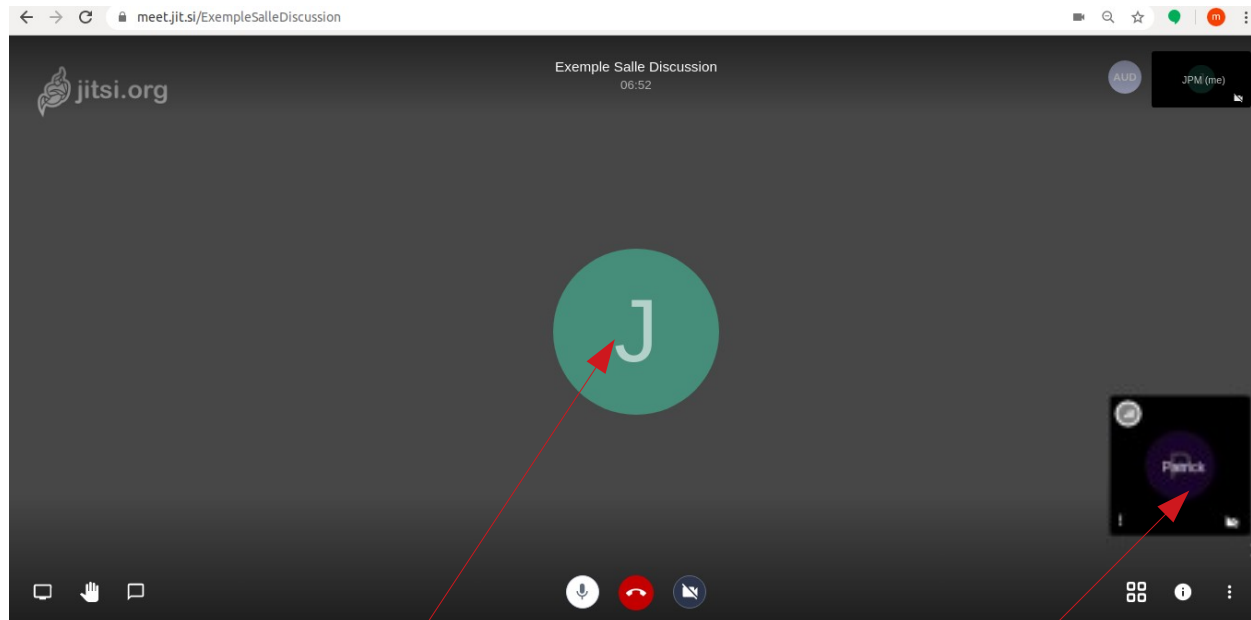 meet.jit.si/ExempleSalleDiscussion
m
jitsi.org
Exemple Salle Discussion
06:52
AUD
JPM (me)
J
Patrick